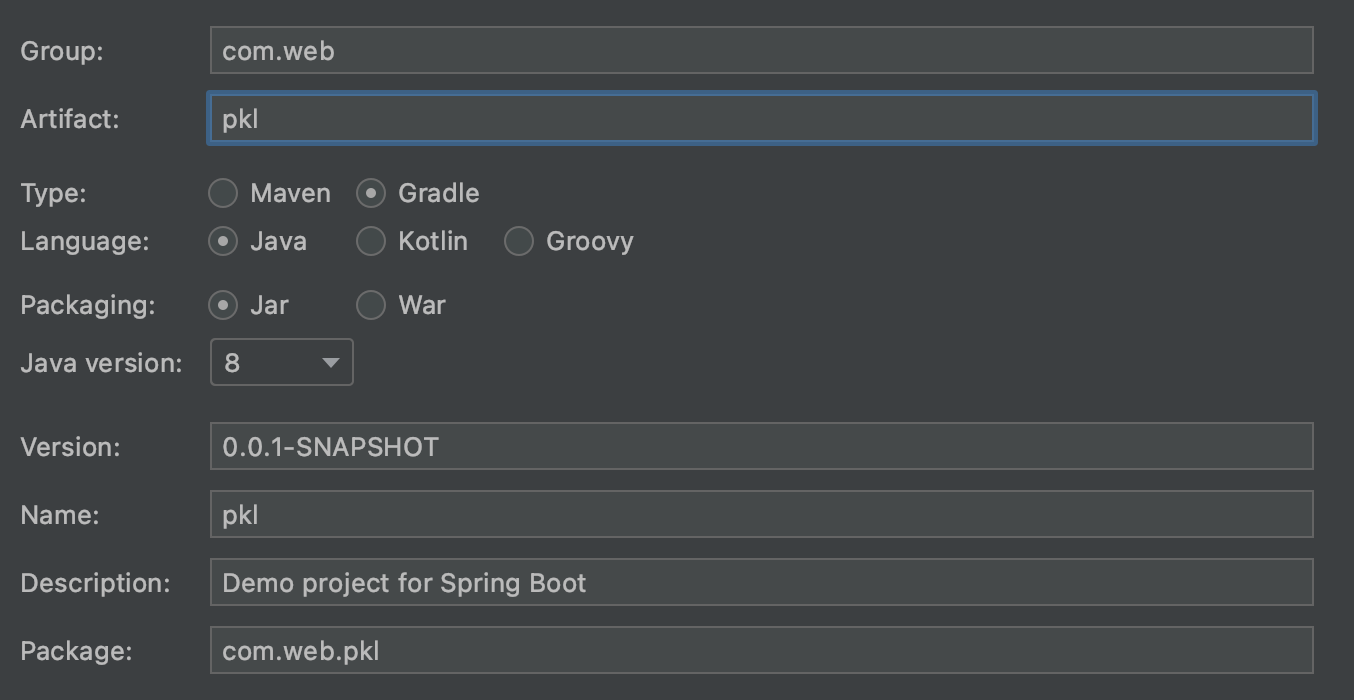 Group: com.web
Artifact: pkl
Type: Maven Gradle
Language: Java Kotlin Groovy
Packaging: Jar War
Java version: 8
Version: 0.0.1-SNAPSHOT
Name: pkl
Description: Demo project for Spring Boot
Package: com.web.pkl